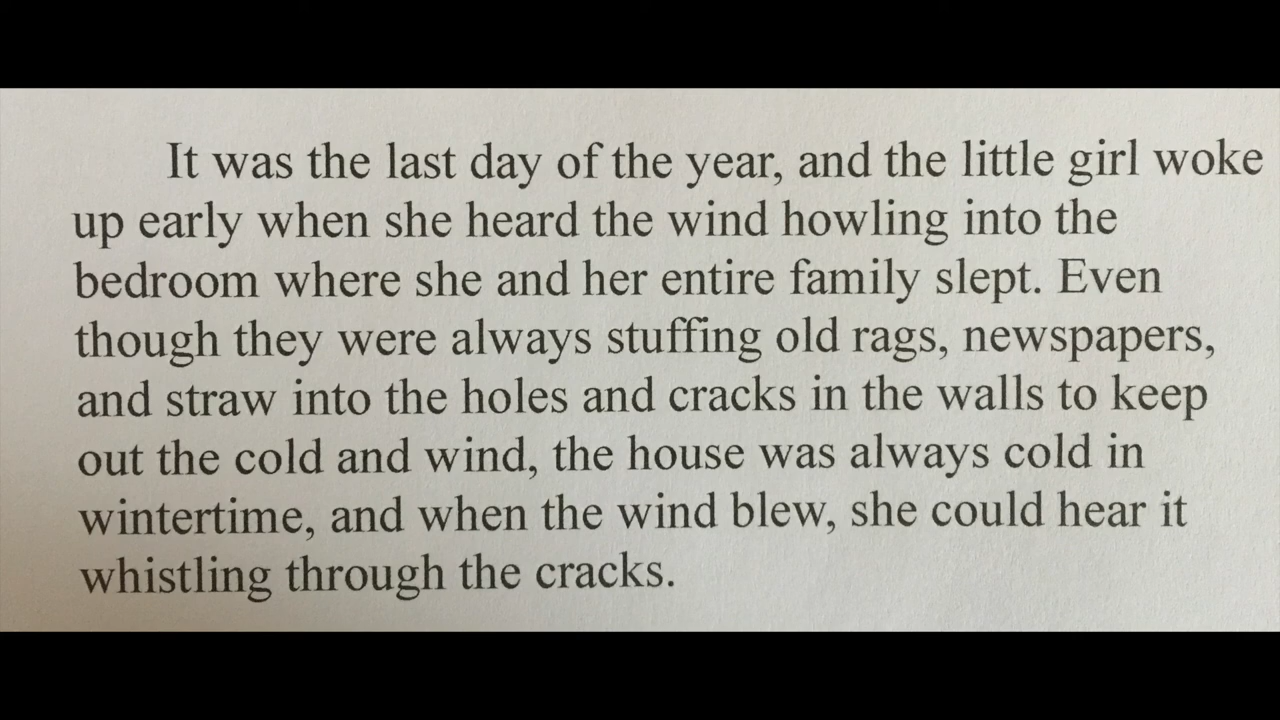 It was the last day of the year, and the little girl woke
up early when she heard the wind howling into the
bedroom where she and her entire family slept. Even
though they were always stuffing old rags, newspapers,
and straw into the holes and cracks in the walls to keep
out the cold and wind, the house was always cold in
wintertime, and when the wind blew, she could hear it
whistling through the cracks.